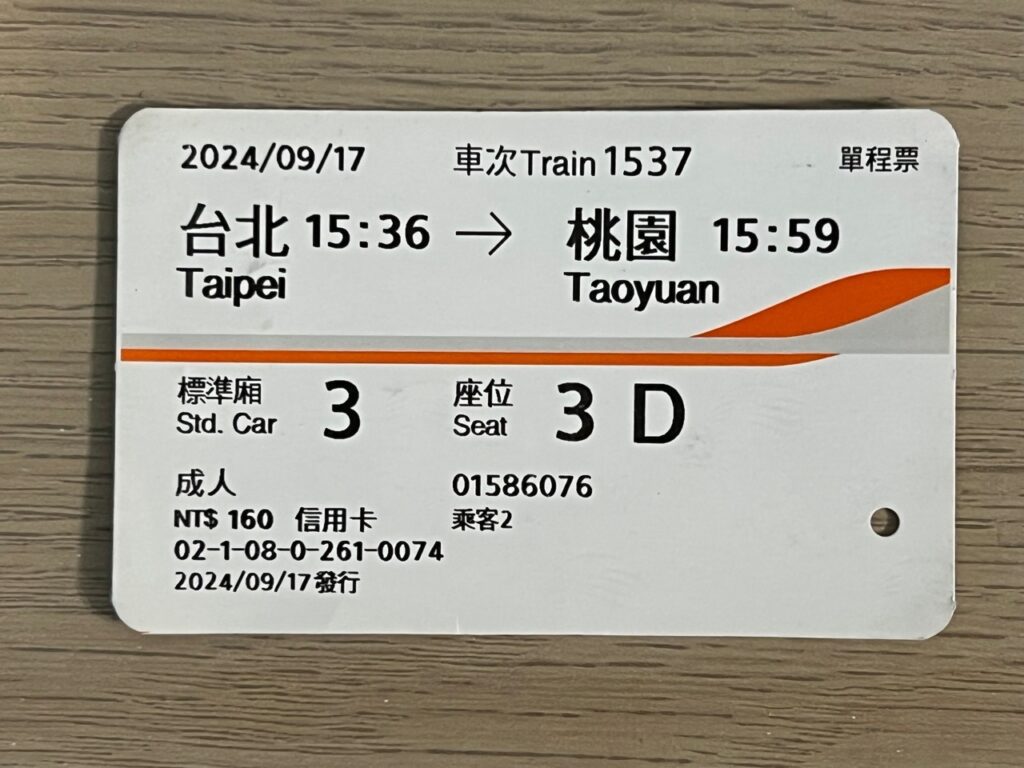 2024/09/17 車次Train 1537 單程票
台北 15:36 → 桃園 15:59
Taipei Taoyuan
標準廂 3 座位 3 D
Std. Car Seat
成人 01586076
NT$ 160 信用卡 乘客2
02-1-08-0-261-0074
2024/09/17發行